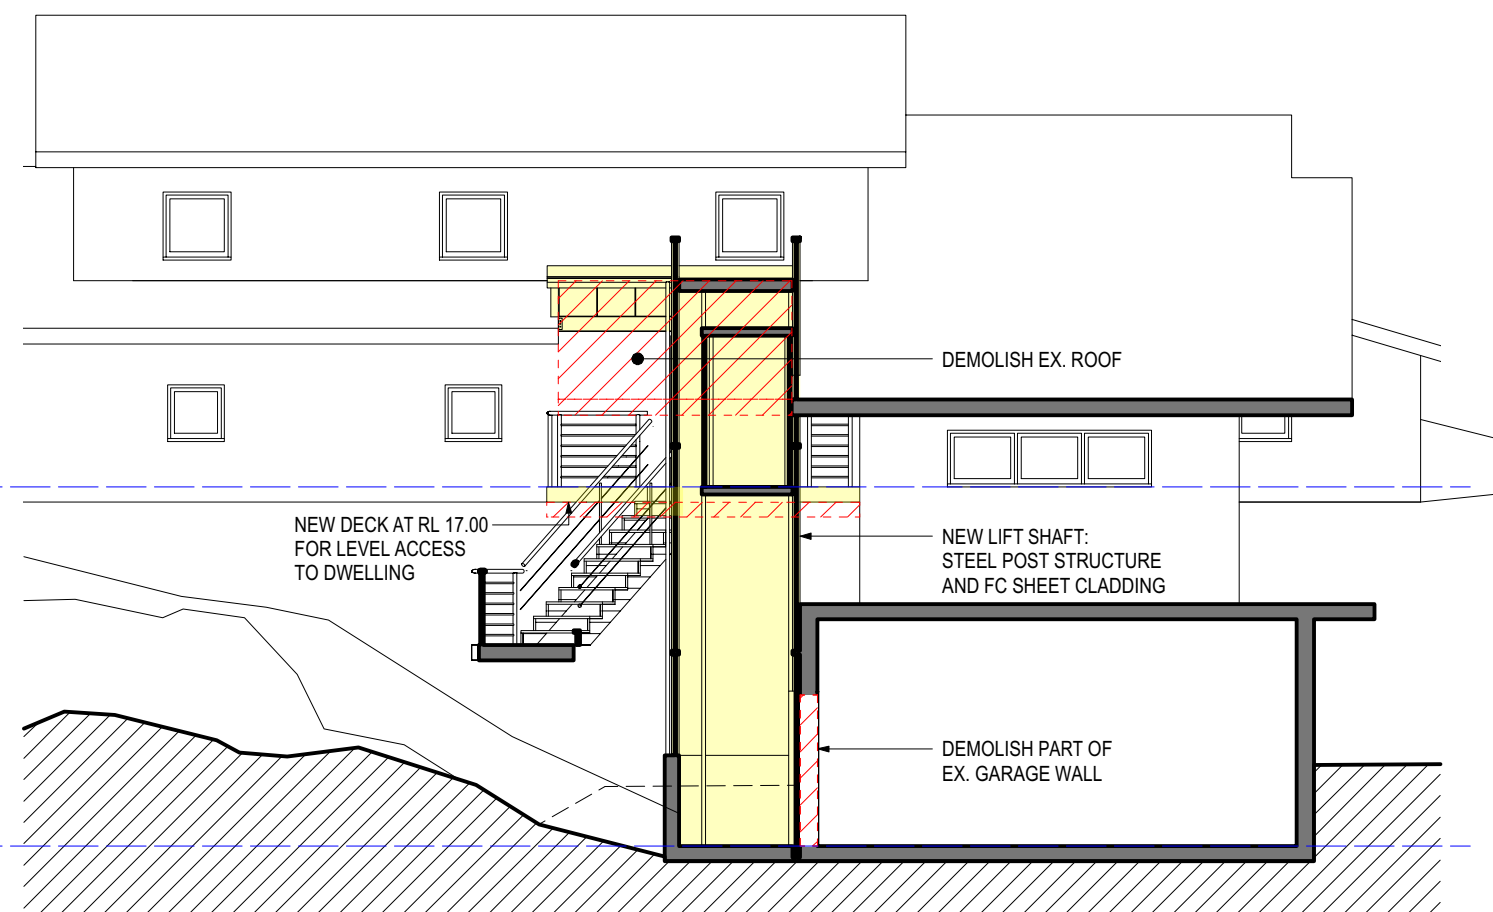 DEMOLISH EX. ROOF
NEW DECK AT RL 17.00
FOR LEVEL ACCESS
TO DWELLING
NEW LIFT SHAFT:
STEEL POST STRUCTURE
AND FC SHEET CLADDING
DEMOLISH PART OF
EX. GARAGE WALL